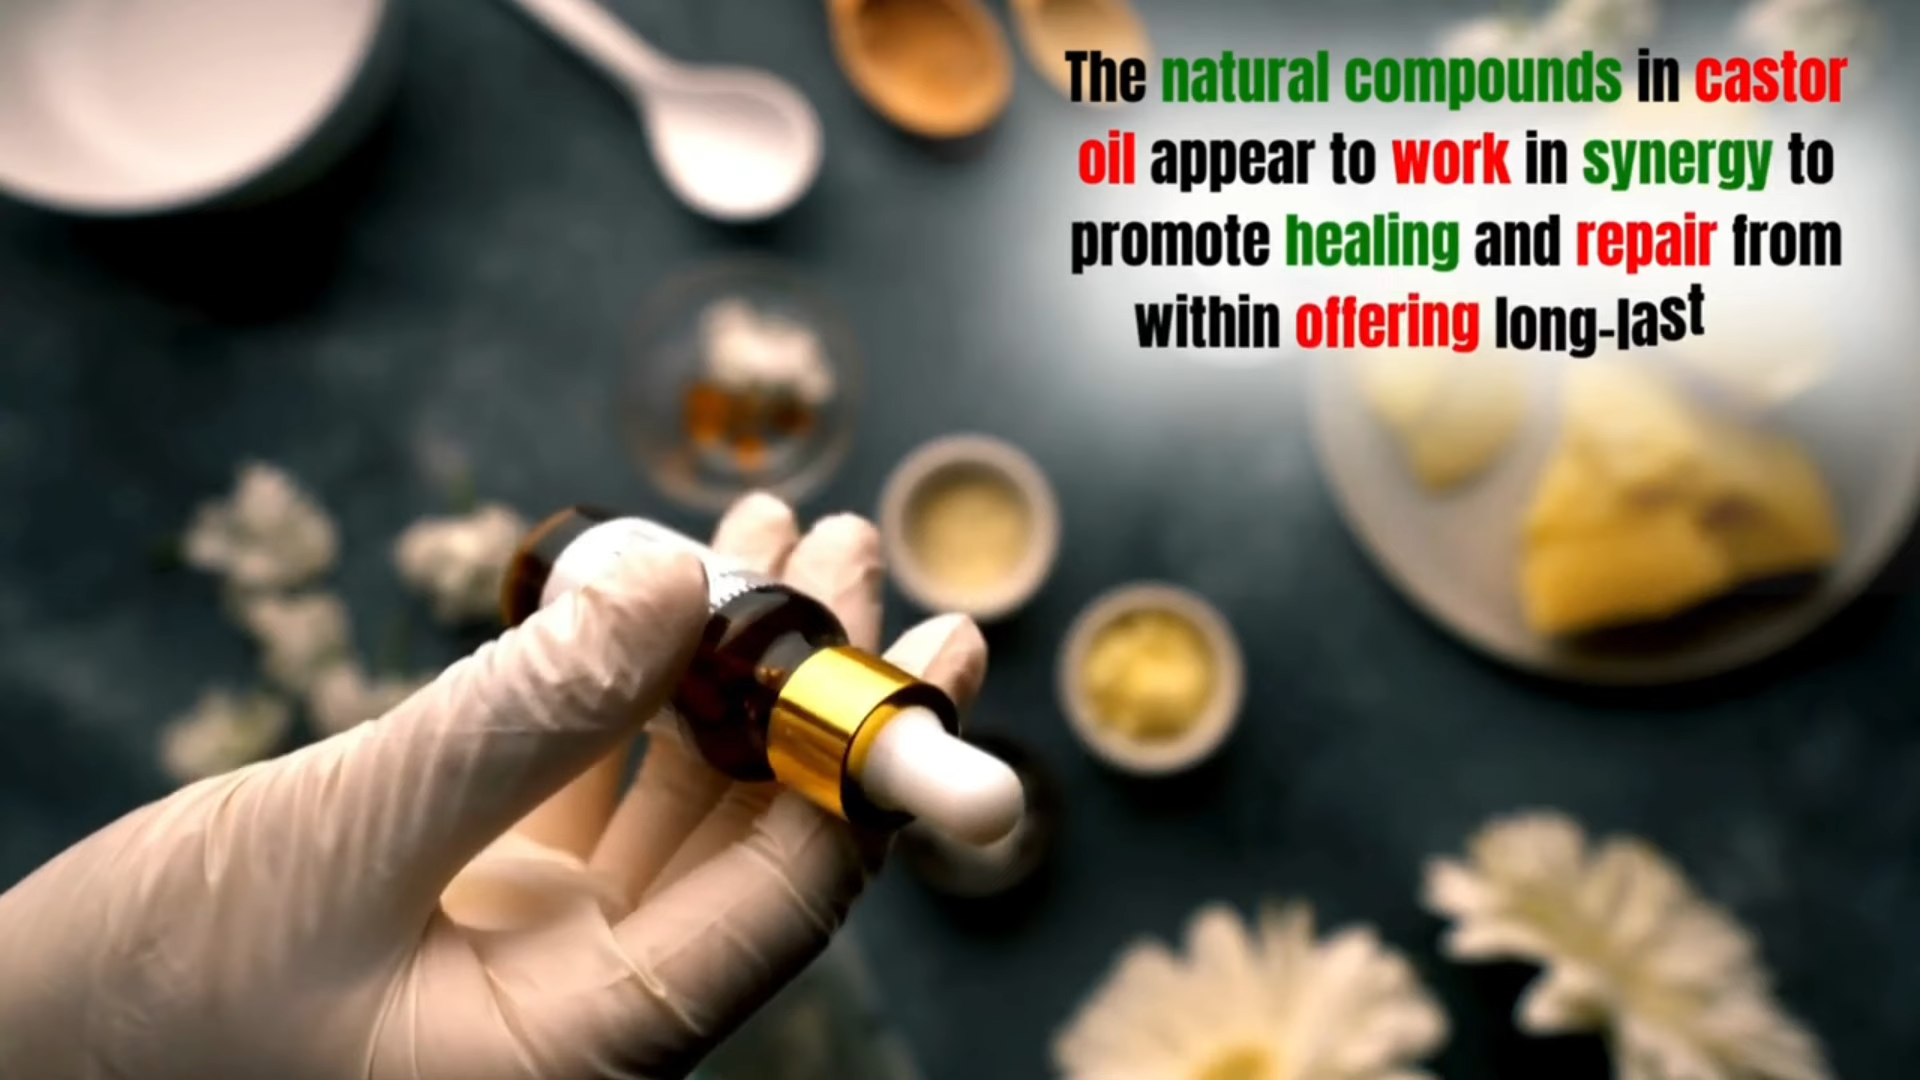 The natural compounds in castor
oil appear to work in synergy to
promote healing and repair from
within offering long-last